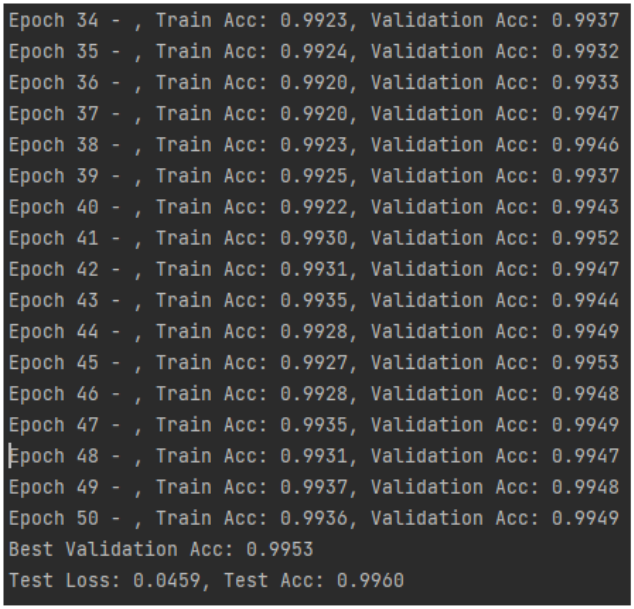 Epoch 34 - , Train Acc: 0.9923, Validation Acc: 0.9937
Epoch 35 - , Train Acc: 0.9924, Validation Acc: 0.9932
Epoch 36 - , Train Acc: 0.9920, Validation Acc: 0.9933
Epoch 37 - , Train Acc: 0.9920, Validation Acc: 0.9947
Epoch 38 - , Train Acc: 0.9923, Validation Acc: 0.9946
Epoch 39 - , Train Acc: 0.9925, Validation Acc: 0.9937
Epoch 40 - , Train Acc: 0.9922, Validation Acc: 0.9943
Epoch 41 - , Train Acc: 0.9930, Validation Acc: 0.9952
Epoch 42 - , Train Acc: 0.9931, Validation Acc: 0.9947
Epoch 43 - , Train Acc: 0.9935, Validation Acc: 0.9944
Epoch 44 - , Train Acc: 0.9928, Validation Acc: 0.9949
Epoch 45 - , Train Acc: 0.9927, Validation Acc: 0.9953
Epoch 46 - , Train Acc: 0.9928, Validation Acc: 0.9948
Epoch 47 - , Train Acc: 0.9935, Validation Acc: 0.9949
Epoch 48 - , Train Acc: 0.9931, Validation Acc: 0.9947
Epoch 49 - , Train Acc: 0.9937, Validation Acc: 0.9948
Epoch 50 - , Train Acc: 0.9936, Validation Acc: 0.9949
Best Validation Acc: 0.9953
Test Loss: 0.0459, Test Acc: 0.9960